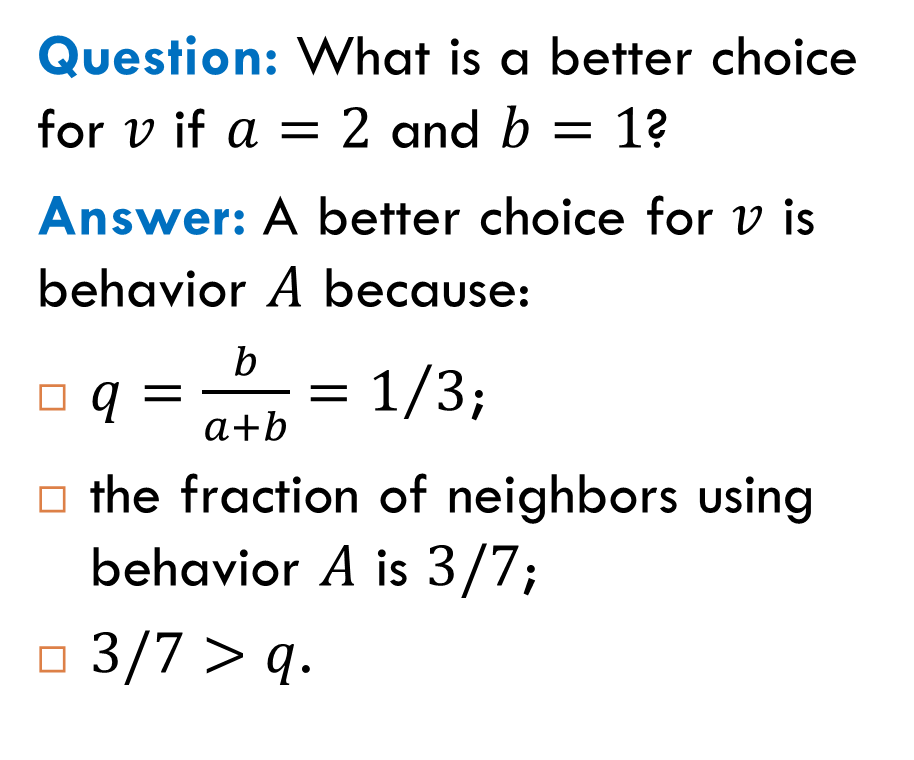 Question: What is a better choice
for v if a = 2 and b = 1?
Answer: A better choice for v is
behavior A because:
□ q = b/(a+b) = 1/3;
□ the fraction of neighbors using
behavior A is 3/7;
□ 3/7 > q.